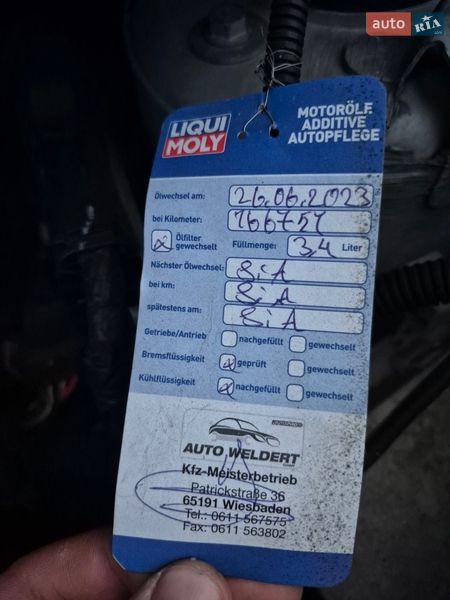 auto RIA
.com
LIQUI
MOLY
MOTORÖLE
ADDITIVE
AUTOPFLEGE
Ölwechsel am: 26.06.2023
bei Kilometer: 166757
Ölfilter gewechselt Füllmenge: 3,4 Liter
Nächster Ölwechsel: SiA
bei km: SiA
spätestens am: SiA
Getriebe/Antrieb nachgefüllt gewechselt
Bremsflüssigkeit geprüft gewechselt
Kühlflüssigkeit nachgefüllt gewechselt
AUTO WELDERT
Kfz-Meisterbetrieb
Patrickstraße 36
65191 Wiesbaden
Tel.: 0611 567575
Fax: 0611 563802